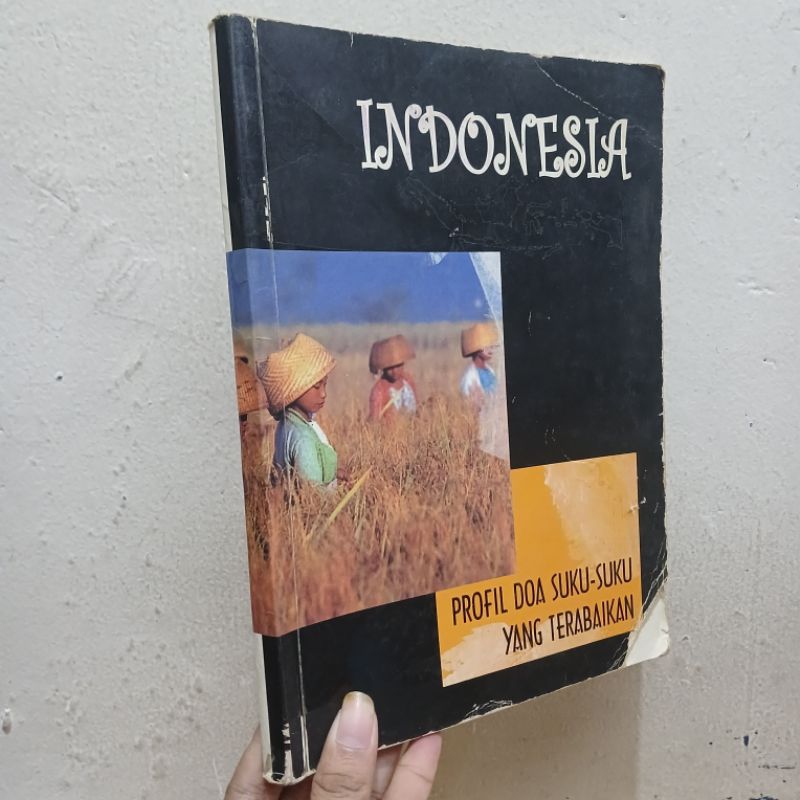 INDONESIA
PROFIL DOA SUKU-SUKU
YANG TERABAIKAN